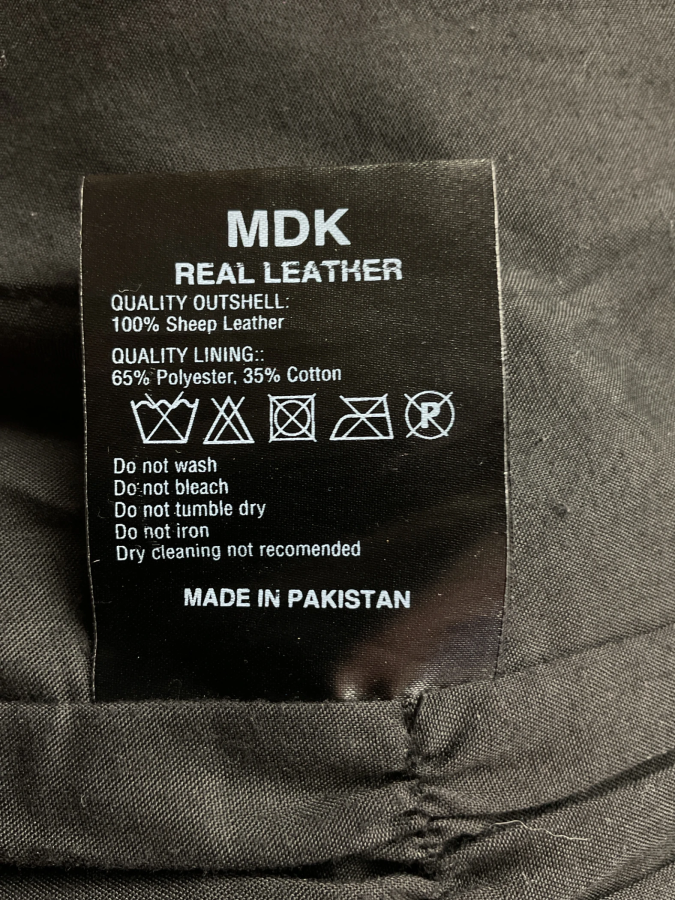 MDK
REAL LEATHER
QUALITY OUTSHELL:
100% Sheep Leather
QUALITY LINING::
65% Polyester, 35% Cotton
P
Do not wash
Do not bleach
Do not tumble dry
Do not iron
Dry cleaning not recomended
MADE IN PAKISTAN